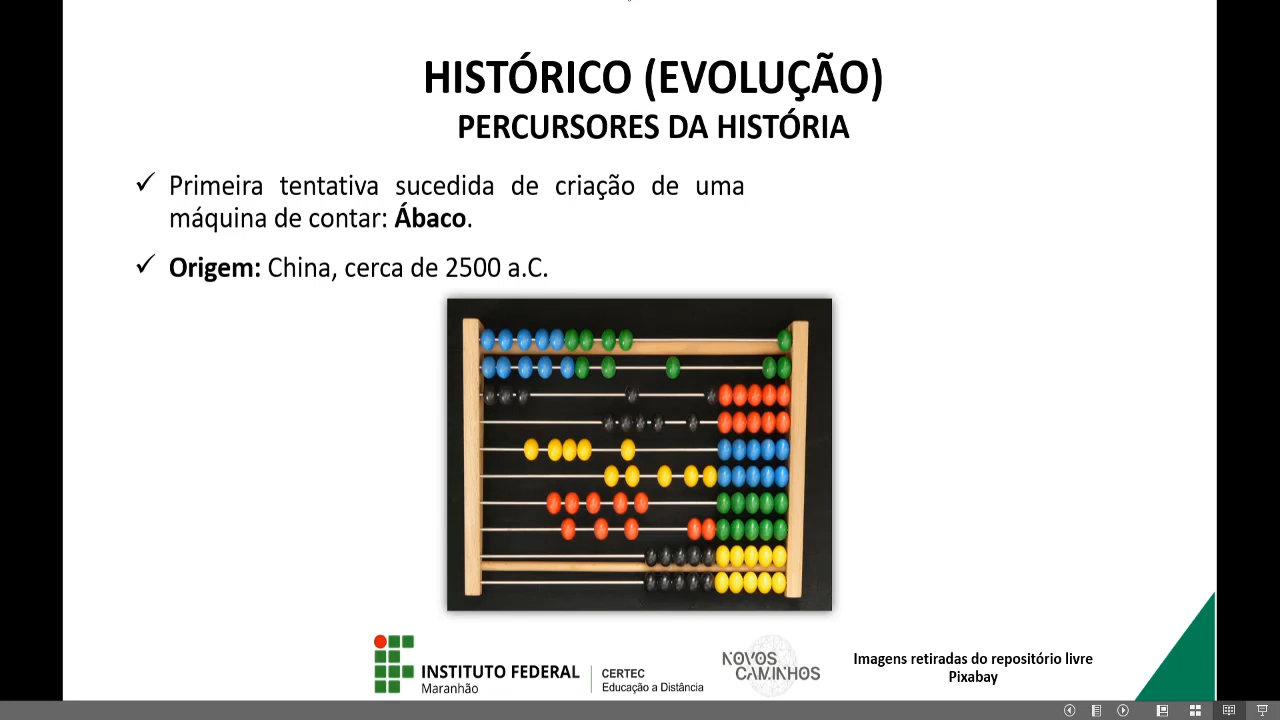 HISTÓRICO (EVOLUÇÃO)
PERCURSORES DA HISTÓRIA
Primeira tentativa sucedida de criação de uma
máquina de contar: Ábaco.
Origem: China, cerca de 2500 a.C.
INSTITUTO FEDERAL
Maranhão
CERTEC
Educação a Distância
NOVOS
CAMINHOS
Imagens retiradas do repositório livre
Pixabay